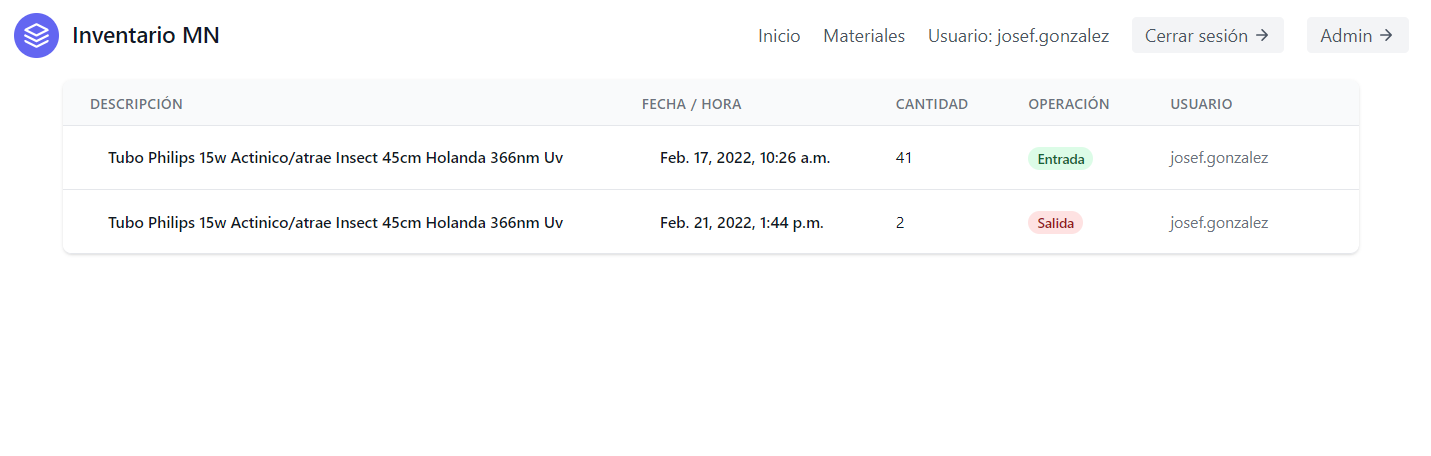 Inventario MN Inicio Materiales Usuario: josef.gonzalez Cerrar sesión → Admin →
DESCRIPCIÓN FECHA / HORA CANTIDAD OPERACIÓN USUARIO
Tubo Philips 15w Actinico/atrae Insect 45cm Holanda 366nm Uv Feb. 17, 2022, 10:26 a.m. 41 Entrada josef.gonzalez
Tubo Philips 15w Actinico/atrae Insect 45cm Holanda 366nm Uv Feb. 21, 2022, 1:44 p.m. 2 Salida josef.gonzalez